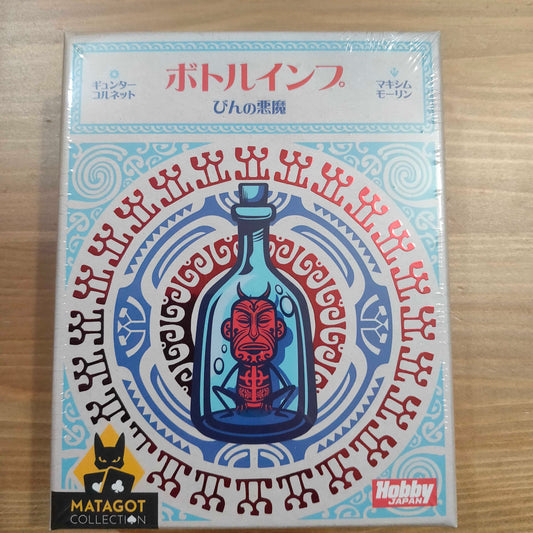 ギュンター
コルネット
ボトルインプ
びんの悪魔
マキシム
モーリン
MATAGOT
COLLECTION
Hobby
JAPAN